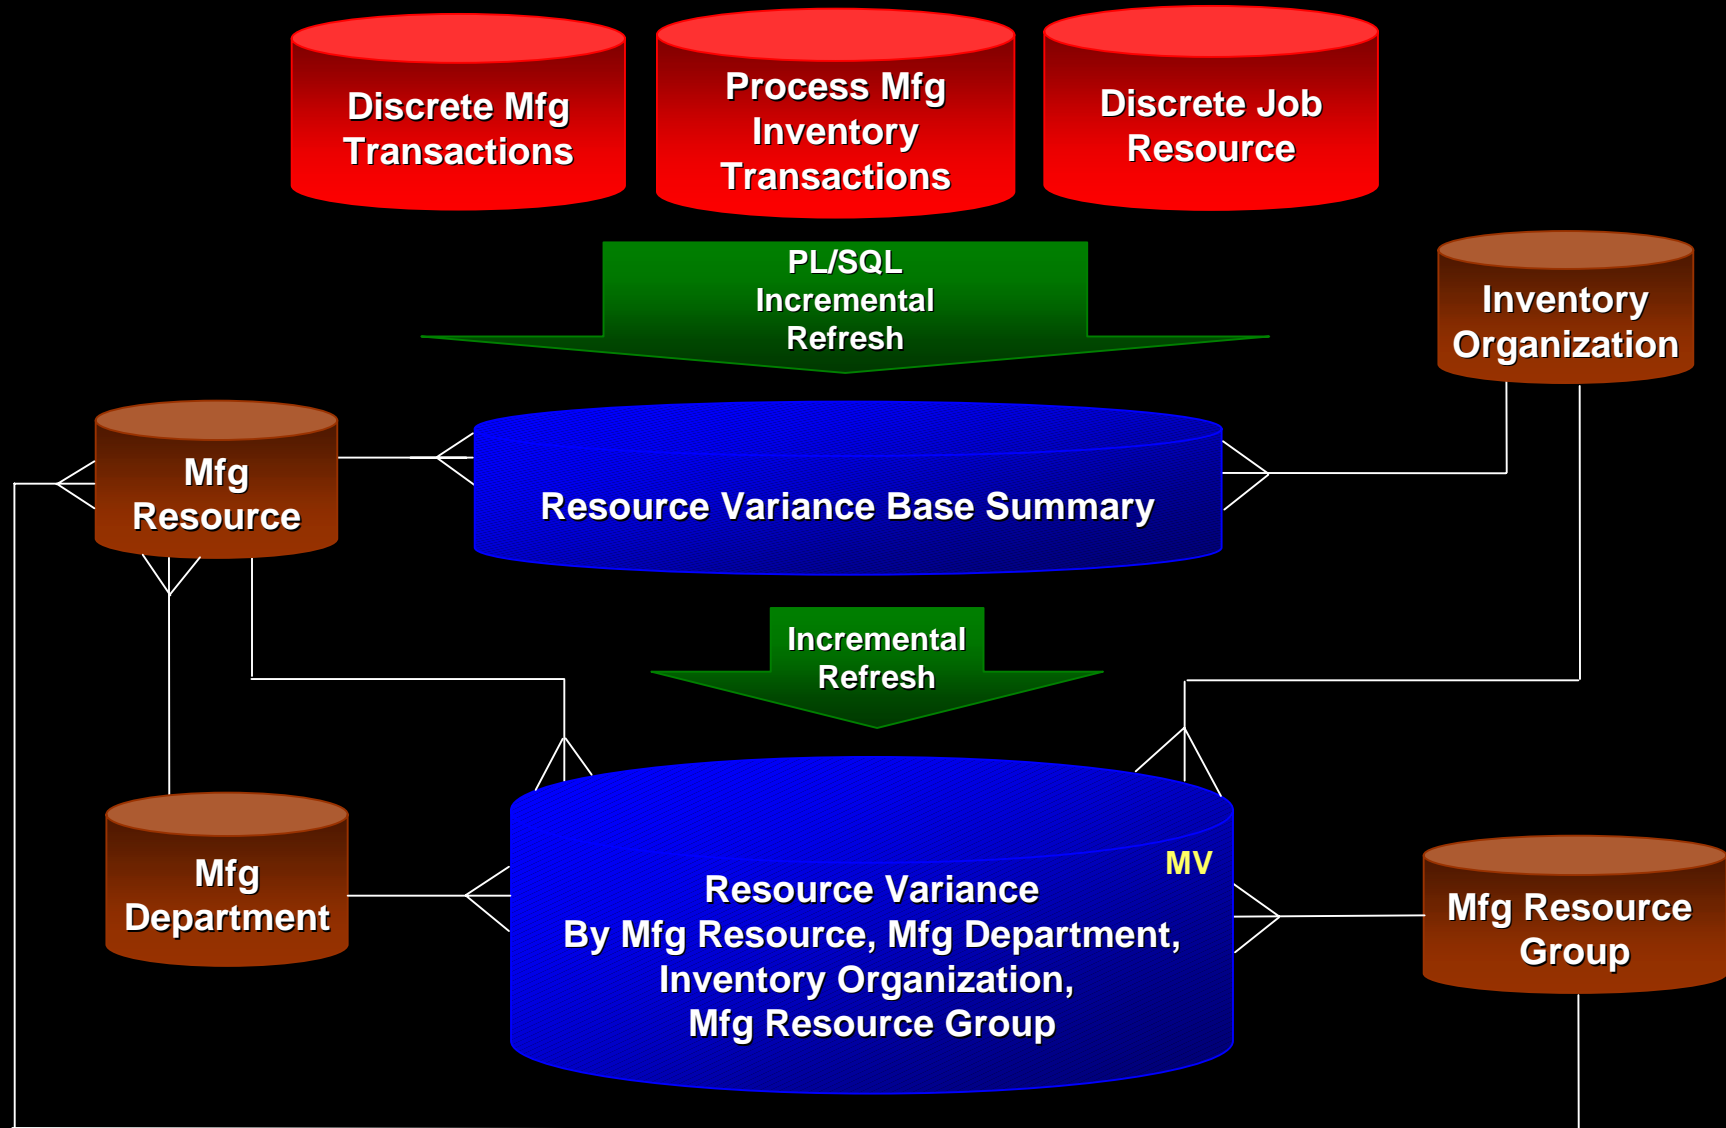 Discrete Mfg
Transactions
Process Mfg
Inventory
Transactions
Discrete Job
Resource
PL/SQL
Incremental
Refresh
Inventory
Organization
Mfg
Resource
Resource Variance Base Summary
Incremental
Refresh
Mfg
Department
MV
Resource Variance
By Mfg Resource, Mfg Department,
Inventory Organization,
Mfg Resource Group
Mfg Resource
Group